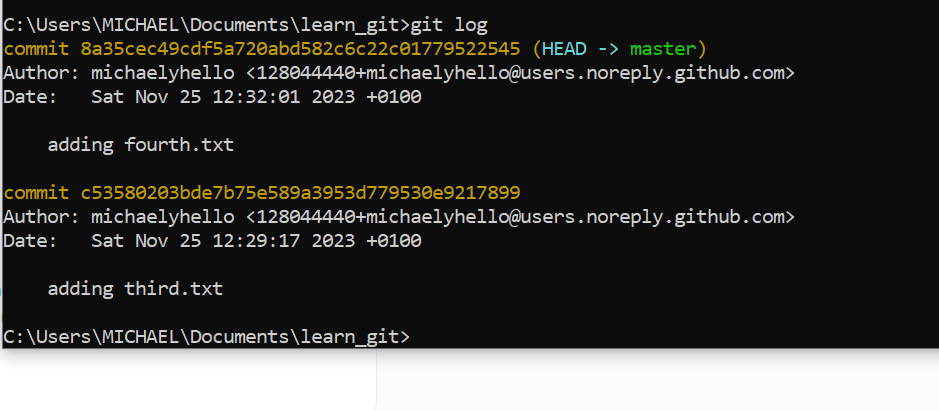 C:\Users\MICHAEL\Documents\learn_git>git log
commit 8a35cec49cdf5a720abd582c6c22c01779522545 (HEAD -> master)
Author: michaelyhello <128044440+michaelyhello@users.noreply.github.com>
Date:   Sat Nov 25 12:32:01 2023 +0100
    adding fourth.txt
commit c53580203bde7b75e589a3953d779530e9217899
Author: michaelyhello <128044440+michaelyhello@users.noreply.github.com>
Date:   Sat Nov 25 12:29:17 2023 +0100
    adding third.txt
C:\Users\MICHAEL\Documents\learn_git>